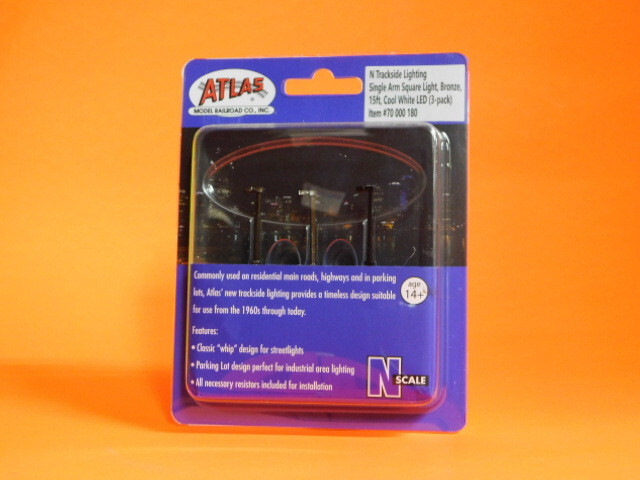 ATLAS
®
MODEL RAILROAD CO., INC.
N Trackside Lighting
Single Arm Square Light, Bronze,
15ft, Cool White LED (3-pack)
Item #70 000 180
Commonly used on residential main roads, highways and in parking
lots, Atlas' new trackside lighting provides a timeless design suitable
for use from the 1960s through today.
age
14+
Features:
• Classic "whip" design for streetlights
• Parking Lot design perfect for industrial area lighting
• All necessary resistors included for installation
N SCALE